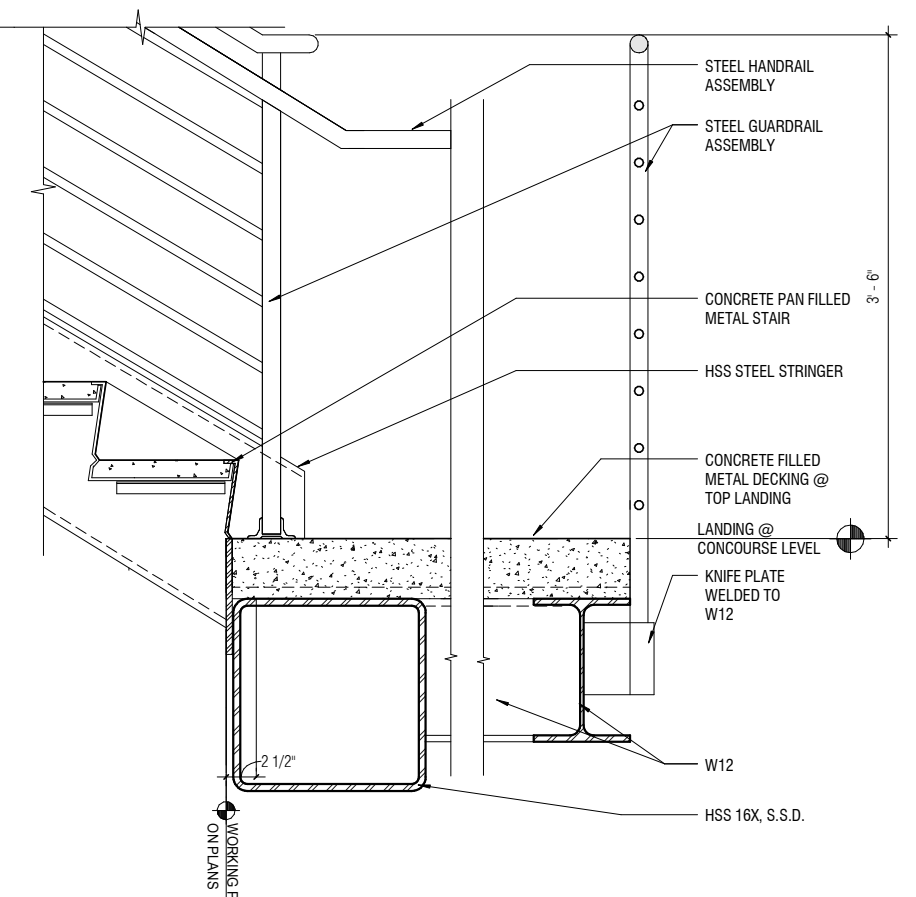 STEEL HANDRAIL
ASSEMBLY
STEEL GUARDRAIL
ASSEMBLY
3' - 6"
CONCRETE PAN FILLED
METAL STAIR
HSS STEEL STRINGER
CONCRETE FILLED
METAL DECKING @
TOP LANDING
LANDING @
CONCOURSE LEVEL
KNIFE PLATE
WELDED TO
W12
2 1/2"
W12
HSS 16X, S.S.D.
WORKING
ON PLANS